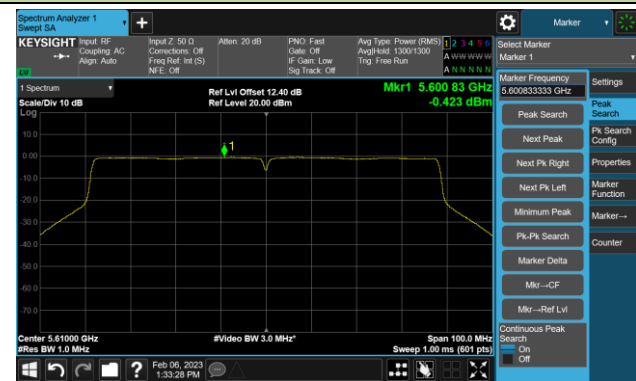 Spectrum Analyzer 1
Swept SA
+
Marker
KEYSIGHT
Input: RF
Coupling: AC
Align: Auto
Input Z: 50 Ω
Corrections: Off
Freq Ref: Int (S)
NFE: Off
Atten: 20 dB
PNO: Fast
Gate: Off
IF Gain: Low
Sig Track: Off
Avg Type: Power (RMS)
Avg|Hold: 1300/1300
Trig: Free Run
1 2 3 4 5 6
A W W W W W
A N N N N N
Select Marker
Marker 1
1 Spectrum
Scale/Div 10 dB
Log
Ref Lvl Offset 12.40 dB
Ref Level 20.00 dBm
Mkr1 5.600 83 GHz
-0.423 dBm
10.0
0.00
-10.0
-20.0
-30.0
-40.0
-50.0
-60.0
-70.0
1
Marker Frequency
5.600833333 GHz
Peak Search
Next Peak
Next Pk Right
Next Pk Left
Minimum Peak
Pk-Pk Search
Marker Delta
Mkr→CF
Mkr→Ref Lvl
Continuous Peak
Search
On
Off
Settings
Peak
Search
Pk Search
Config
Properties
Marker
Function
Marker→
Counter
Center 5.61000 GHz
#Res BW 1.0 MHz
#Video BW 3.0 MHz*
Span 100.0 MHz
Sweep 1.00 ms (601 pts)
?
Feb 06, 2023
1:33:28 PM